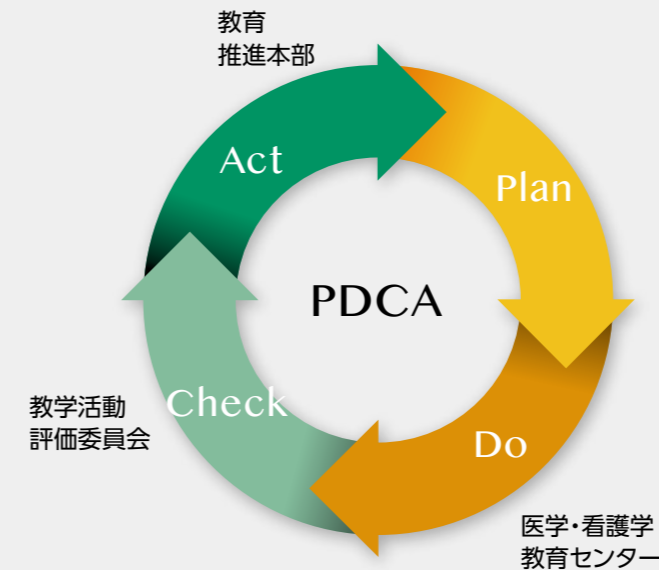 教育
推進本部
Act
Plan
PDCA
教学活動
評価委員会
Check
Do
医学・看護学
教育センター